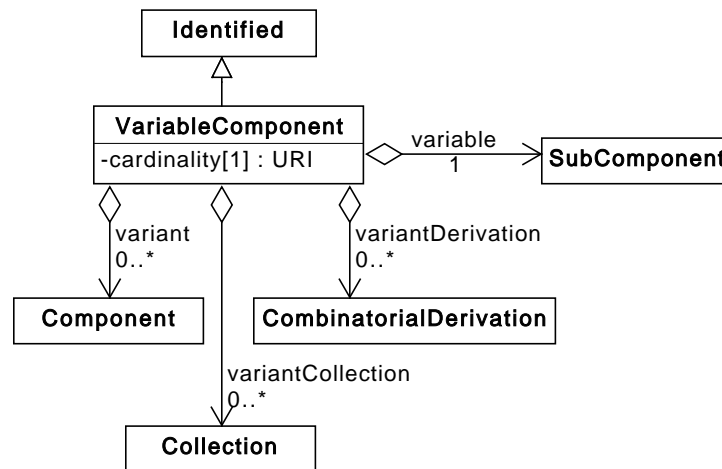 Identified
VariableComponent
-cardinality[1] : URI
variable
1
SubComponent
variant
0..*
variantDerivation
0..*
Component
CombinatorialDerivation
variantCollection
0..*
Collection